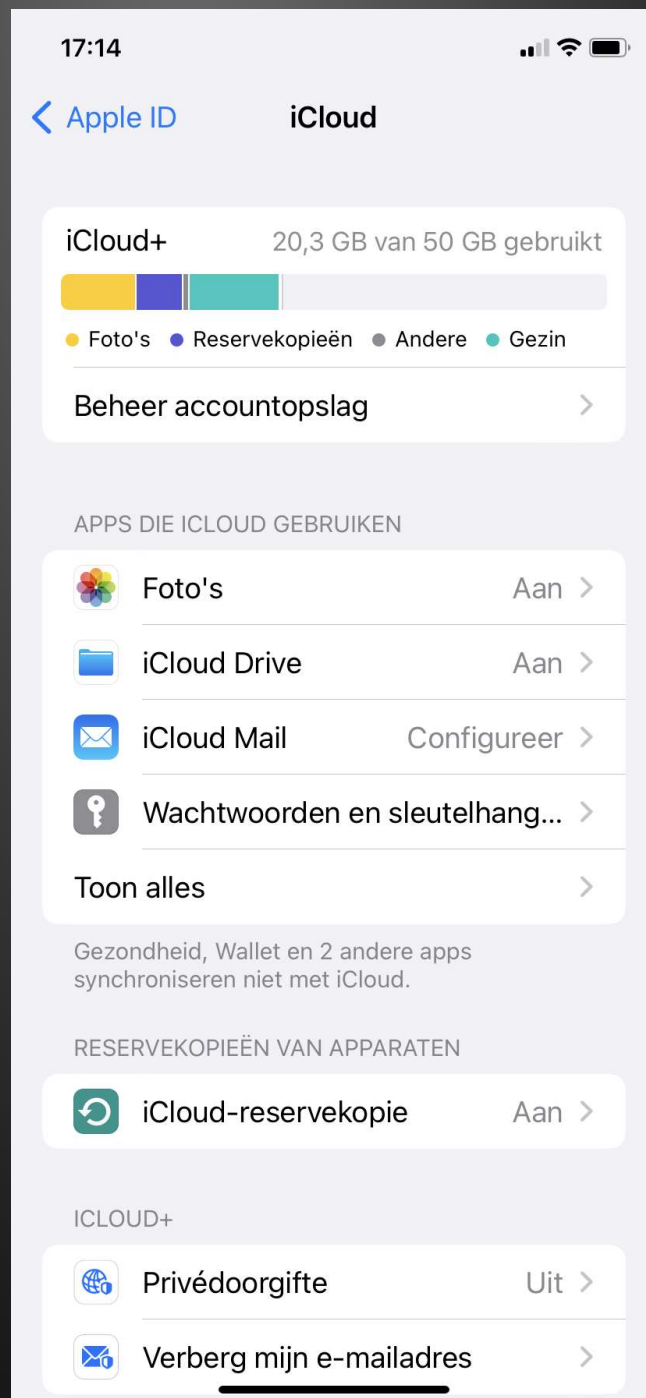 17:14
Apple ID iCloud
iCloud+ 20,3 GB van 50 GB gebruikt
Foto's Reservekopieën Andere Gezin
Beheer accountopslag
APPS DIE ICLOUD GEBRUIKEN
Foto's Aan
iCloud Drive Aan
iCloud Mail Configureer
Wachtwoorden en sleutelhang...
Toon alles
Gezondheid, Wallet en 2 andere apps
synchroniseren niet met iCloud.
RESERVEKOPIEËN VAN APPARATEN
iCloud-reservekopie Aan
ICLOUD+
Privédoorgifte Uit
Verberg mijn e-mailadres